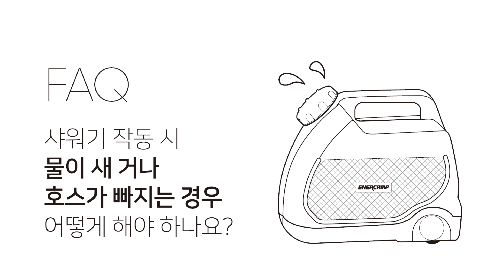 FAQ
샤워기 작동 시
물이 새 거나
호스가 빠지는 경우
어떻게 해야 하나요?
ENERCAMP